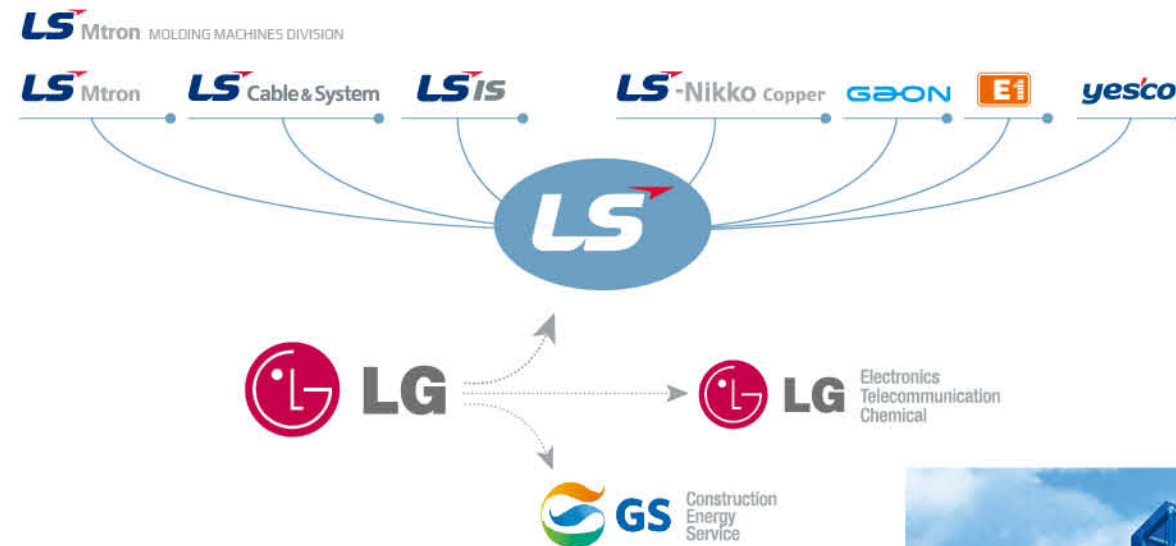 LS Mtron MOLDING MACHINES DIVISION
LS Mtron
LS Cable & System
LS IS
LS -Nikko Copper
GAON
E1
yesco
LS
LG
LG
Electronics
Telecommunication
Chemical
GS
Construction
Energy
Service